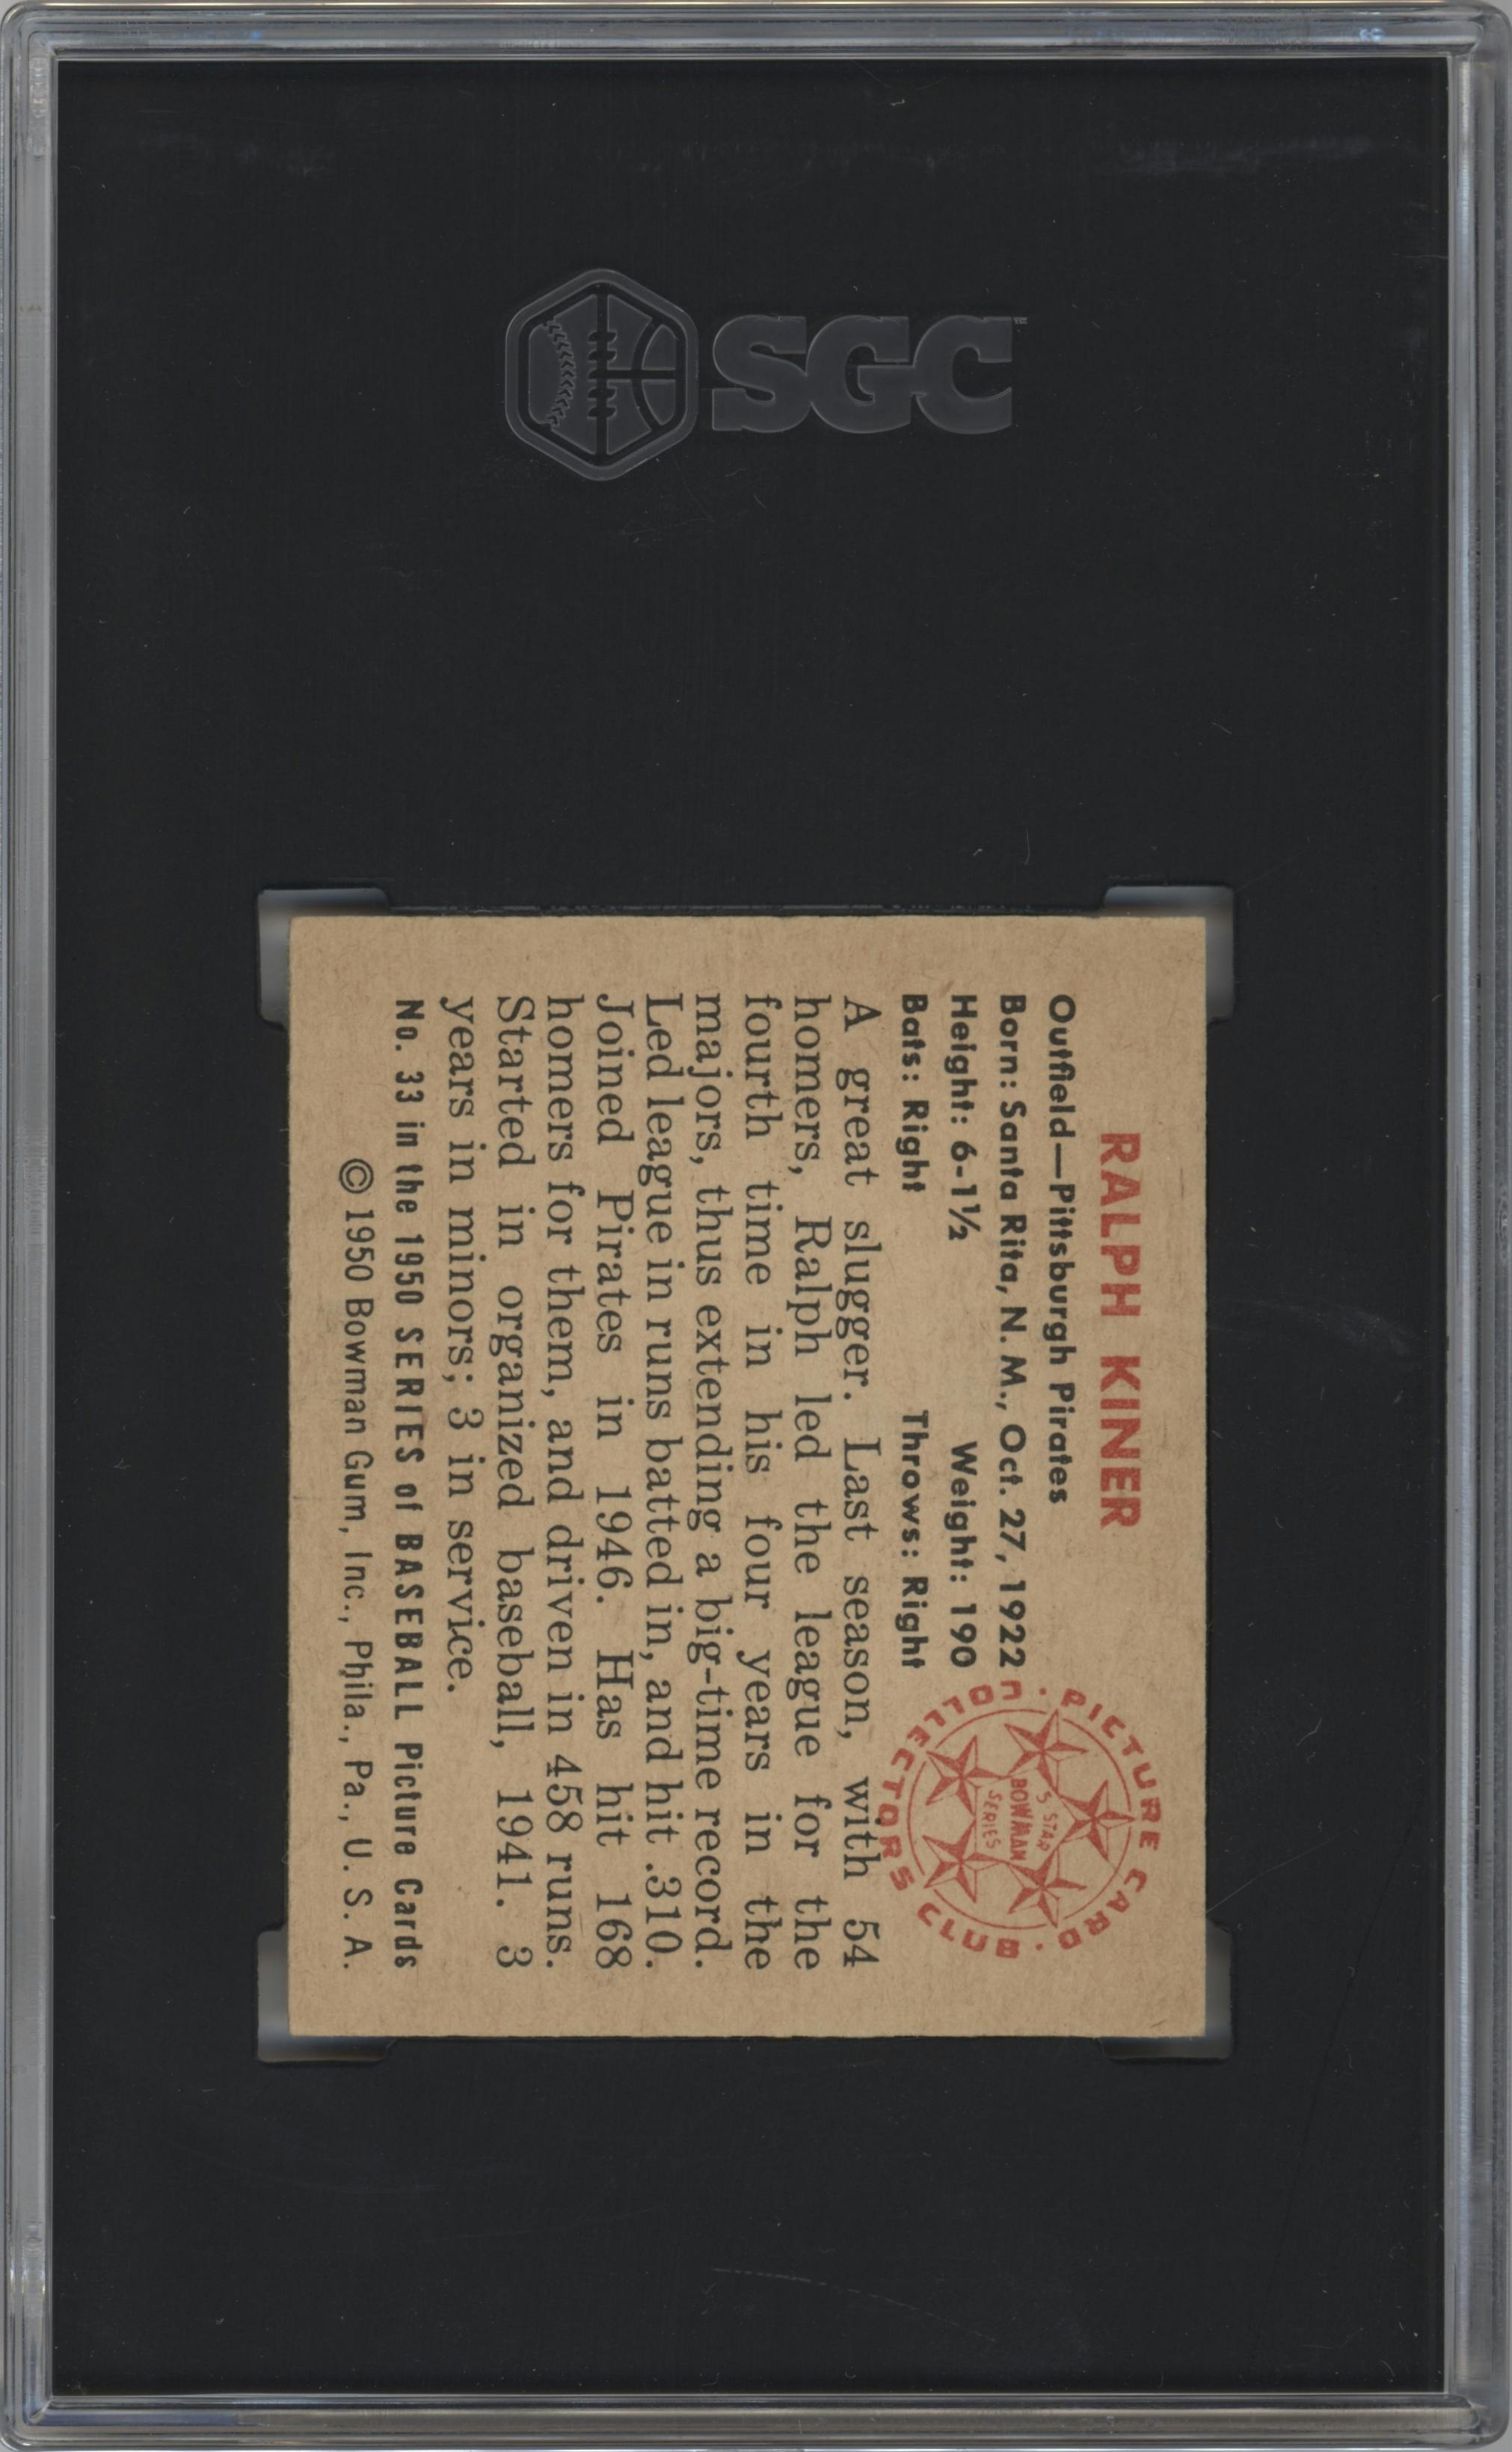 SGC
RALPH KINER
Outfield—Pittsburgh Pirates
Born: Santa Rita, N. M., Oct. 27, 1922
Height: 6-1½ Weight: 190
Bats: Right Throws: Right
PICTURE CARD · COLLECTORS CLUB ·
5 STAR
BOWMAN
SERIES
A great slugger. Last season, with 54
homers, Ralph led the league for the
fourth time in his four years in the
majors, thus extending a big-time record.
Led league in runs batted in, and hit .310.
Joined Pirates in 1946. Has hit 168
homers for them, and driven in 458 runs.
Started in organized baseball, 1941. 3
years in minors; 3 in service.
No. 33 in the 1950 SERIES of BASEBALL Picture Cards
© 1950 Bowman Gum, Inc., Phila., Pa., U. S. A.